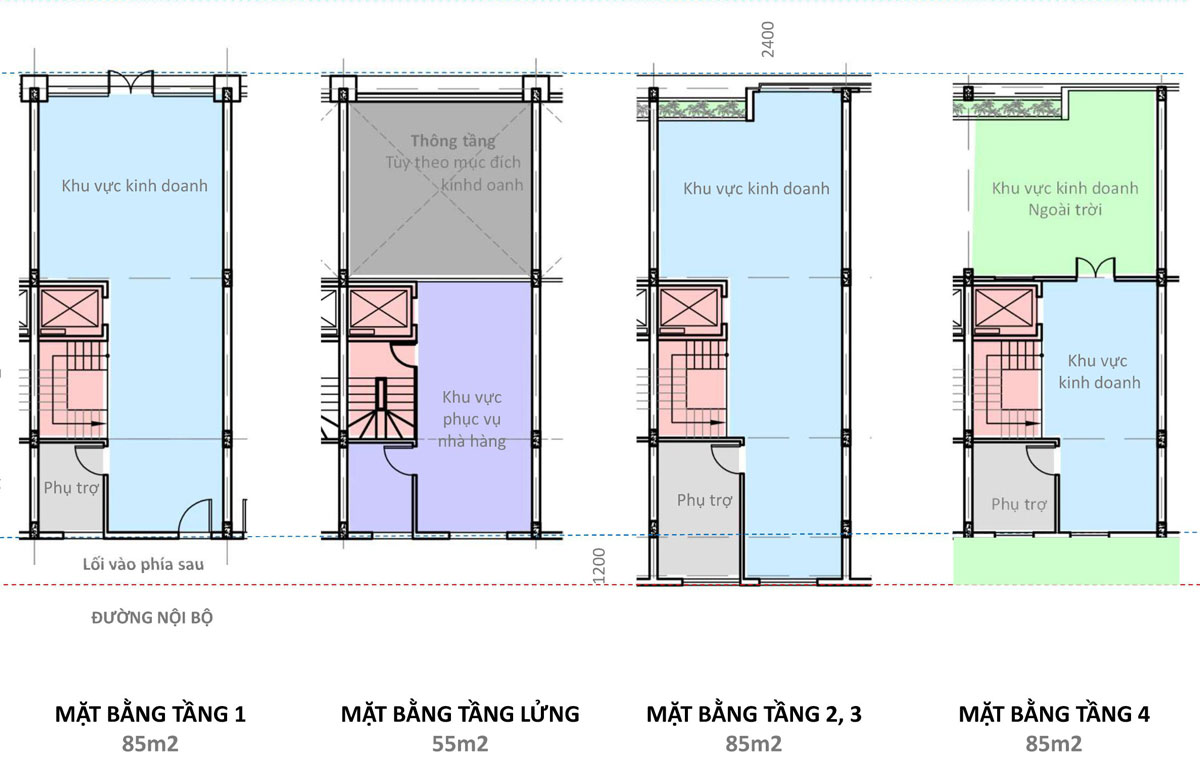 2400
Khu vực kinh doanh
Thông tầng
Tùy theo mục đích
kính​d oanh
Khu vực kinh doanh
Khu vực kinh doanh
Ngoài trời
Khu vực
kinh doanh
Khu vực
phục vụ
nhà hàng
Phụ trợ
Phụ trợ
Phụ trợ
1200
Lối vào phía sau
ĐƯỜNG NỘI BỘ
MẶT BẰNG TẦNG 1
85m2
MẶT BẰNG TẦNG LỬNG
55m2
MẶT BẰNG TẦNG 2, 3
85m2
MẶT BẰNG TẦNG 4
85m2